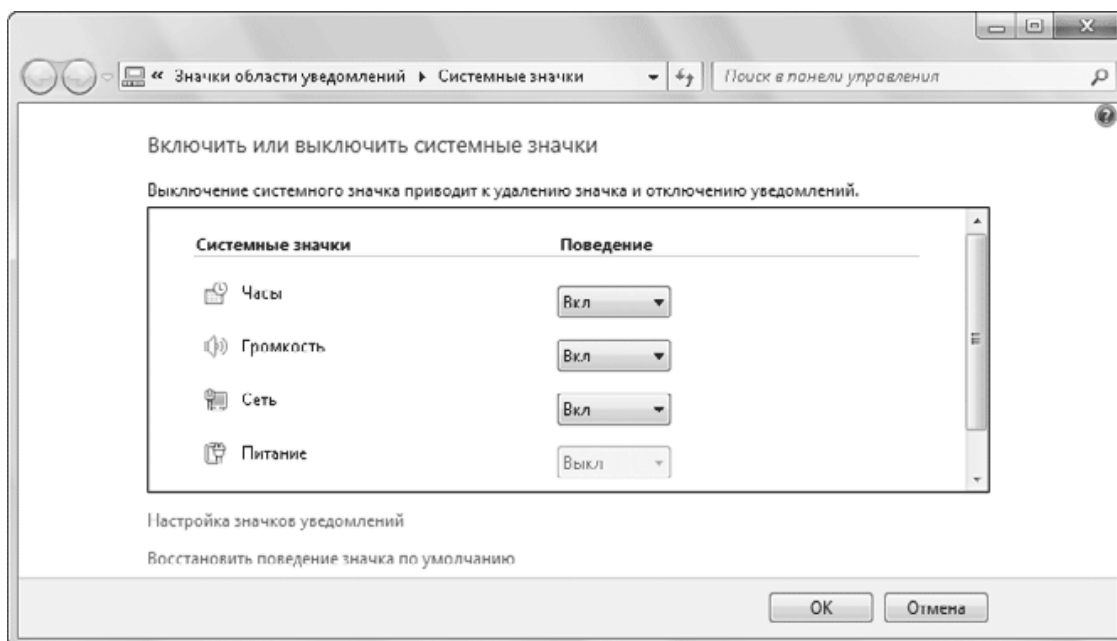 « Значки области уведомлений ▸ Системные значки
Поиск в панели управления
Включить или выключить системные значки
Выключение системного значка приводит к удалению значка и отключению уведомлений.
Системные значки Поведение
Часы Вкл
Громкость Вкл
Сеть Вкл
Питание Выкл
Настройка значков уведомлений
Восстановить поведение значка по умолчанию
OK Отмена